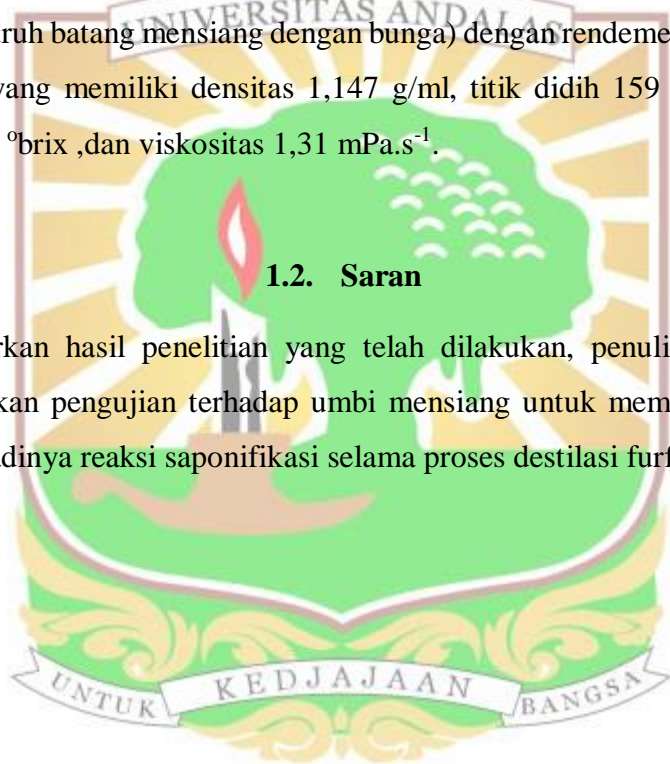 UNIVERSITAS ANDALAS
ruh batang mensiang dengan bunga) dengan rendeme
yang memiliki densitas 1,147 g/ml, titik didih 159
ᵒbrix ,dan viskositas 1,31 mPa.s⁻¹.
1.2. Saran
rkan hasil penelitian yang telah dilakukan, penuli
kan pengujian terhadap umbi mensiang untuk mem
adinya reaksi saponifikasi selama proses destilasi furf
UNTUK KEDJAJAAN BANGSA